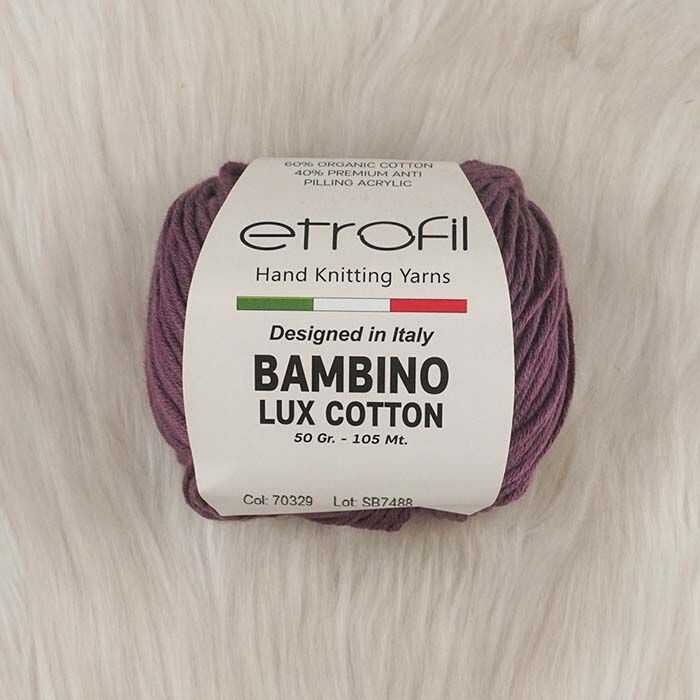 60% ORGANIC COTTON
40% PREMIUM ANTI
PILLING ACRYLIC
etrofil
Hand Knitting Yarns
Designed in Italy
BAMBINO
LUX COTTON
50 Gr. - 105 Mt.
Col: 70329 Lot: SB7488